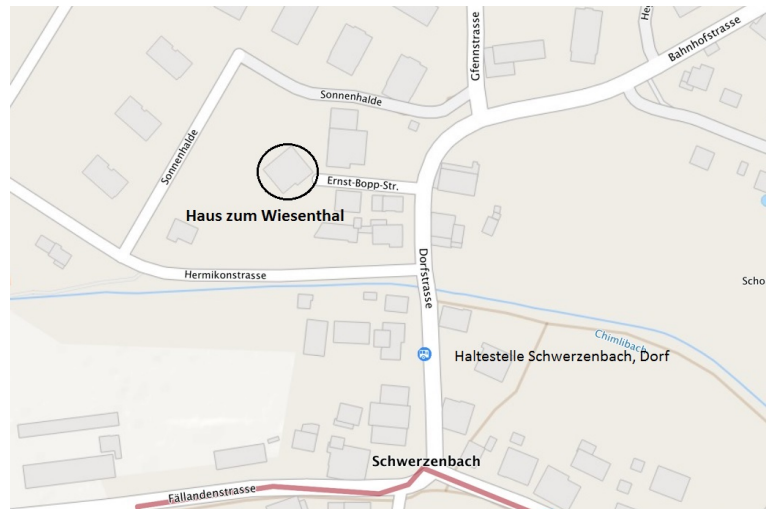 He
Gfennstrasse
Bahnhofstrasse
Sonnenhalde
Sonnenhalde
Ernst-Bopp-Str.
Haus zum Wiesenthal
Dorfstrasse
Hermikonstrasse
Scho
Chimlibach
Haltestelle Schwerzenbach, Dorf
Schwerzenbach
Fällandenstrasse